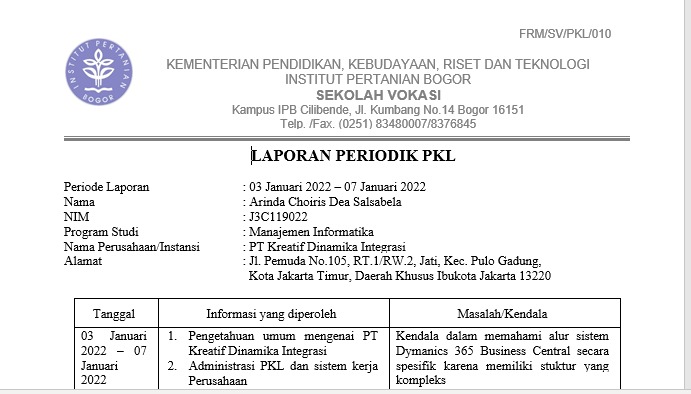 FRM/SV/PKL/010
INSTITUT PERTANIAN
BOGOR
KEMENTERIAN PENDIDIKAN, KEBUDAYAAN, RISET DAN TEKNOLOGI
INSTITUT PERTANIAN BOGOR
SEKOLAH VOKASI
Kampus IPB Cilibende, Jl. Kumbang No.14 Bogor 16151
Telp. /Fax. (0251) 83480007/8376845
LAPORAN PERIODIK PKL
Periode Laporan : 03 Januari 2022 – 07 Januari 2022
Nama : Arinda Choiris Dea Salsabela
NIM : J3C119022
Program Studi : Manajemen Informatika
Nama Perusahaan/Instansi : PT Kreatif Dinamika Integrasi
Alamat : Jl. Pemuda No.105, RT.1/RW.2, Jati, Kec. Pulo Gadung,
Kota Jakarta Timur, Daerah Khusus Ibukota Jakarta 13220
Tanggal Informasi yang diperoleh Masalah/Kendala
03 Januari
2022 – 07
Januari
2022
1. Pengetahuan umum mengenai PT
Kreatif Dinamika Integrasi
2. Administrasi PKL dan sistem kerja
Perusahaan
Kendala dalam memahami alur sistem
Dymanics 365 Business Central secara
spesifik karena memiliki stuktur yang
kompleks